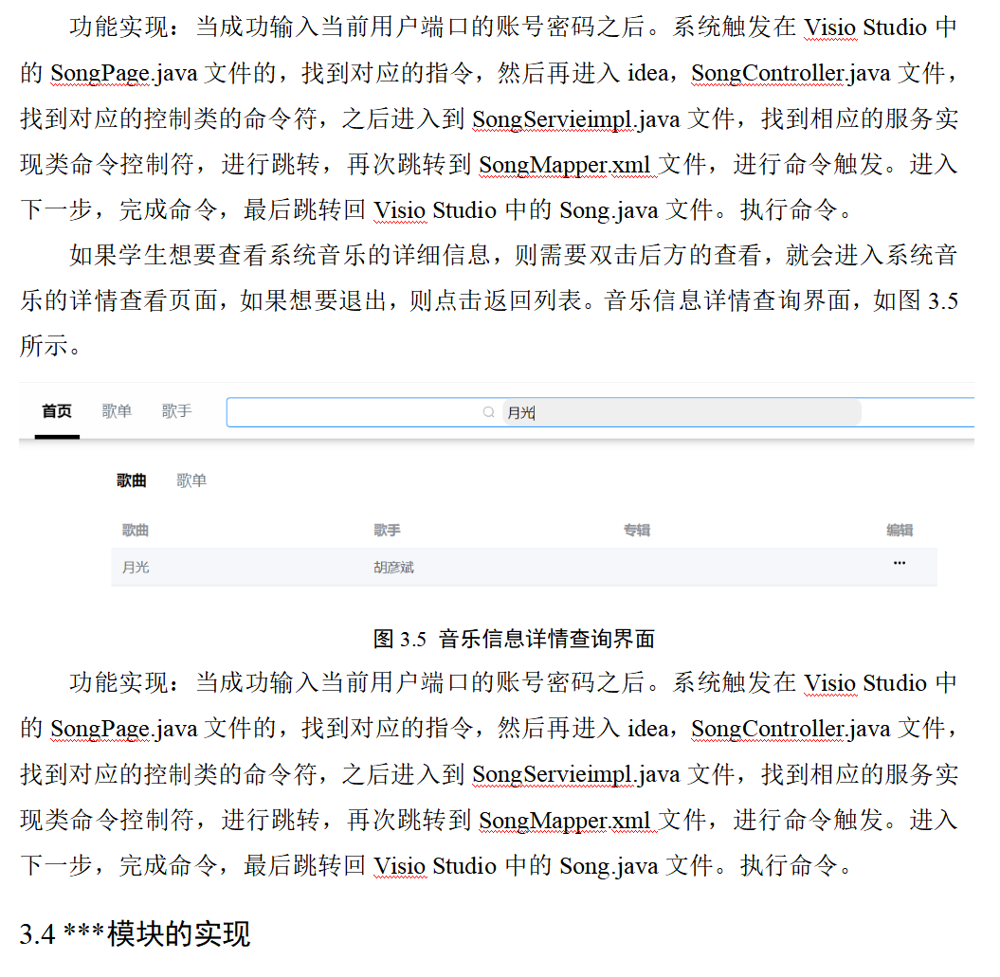 功能实现：当成功输入当前用户端口的账号密码之后。系统触发在 Visio Studio 中
的 SongPage.java 文件的，找到对应的指令，然后再进入 idea，SongController.java 文件，
找到对应的控制类的命令符，之后进入到 SongServieimpl.java 文件，找到相应的服务实
现类命令控制符，进行跳转，再次跳转到 SongMapper.xml 文件，进行命令触发。进入
下一步，完成命令，最后跳转回 Visio Studio 中的 Song.java 文件。执行命令。
如果学生想要查看系统音乐的详细信息，则需要双击后方的查看，就会进入系统音
乐的详情查看页面，如果想要退出，则点击返回列表。音乐信息详情查询界面，如图 3.5
所示。
首页 歌单 歌手 月光
歌曲 歌单
歌曲 歌手 专辑 编辑
月光 胡彦斌 ···
图 3.5 音乐信息详情查询界面
功能实现：当成功输入当前用户端口的账号密码之后。系统触发在 Visio Studio 中
的 SongPage.java 文件的，找到对应的指令，然后再进入 idea，SongController.java 文件，
找到对应的控制类的命令符，之后进入到 SongServieimpl.java 文件，找到相应的服务实
现类命令控制符，进行跳转，再次跳转到 SongMapper.xml 文件，进行命令触发。进入
下一步，完成命令，最后跳转回 Visio Studio 中的 Song.java 文件。执行命令。
3.4 ***模块的实现